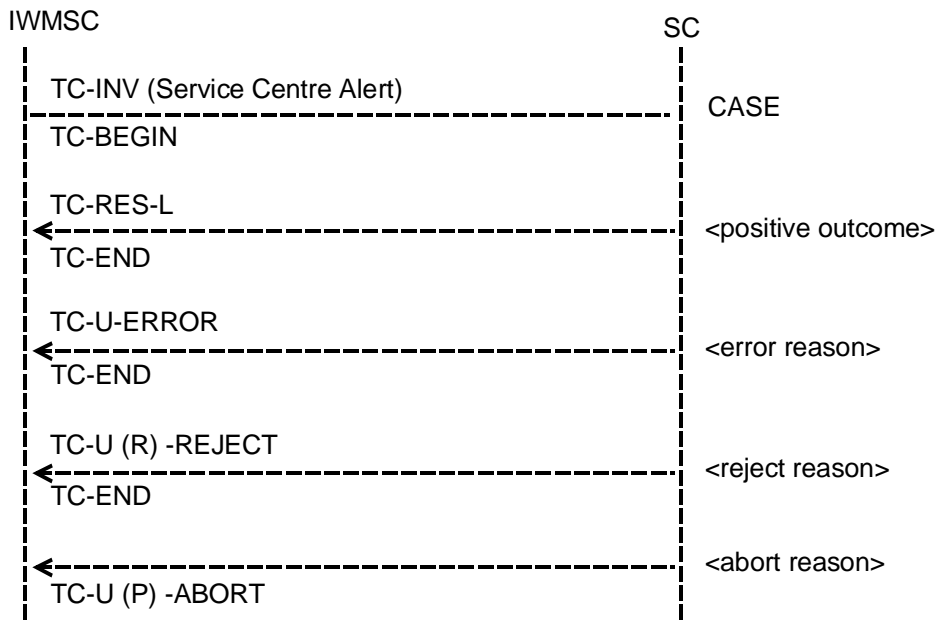 IWMSC
SC
TC-INV (Service Centre Alert)
CASE
TC-BEGIN
TC-RES-L
<positive outcome>
TC-END
TC-U-ERROR
<error reason>
TC-END
TC-U (R) -REJECT
<reject reason>
TC-END
<abort reason>
TC-U (P) -ABORT